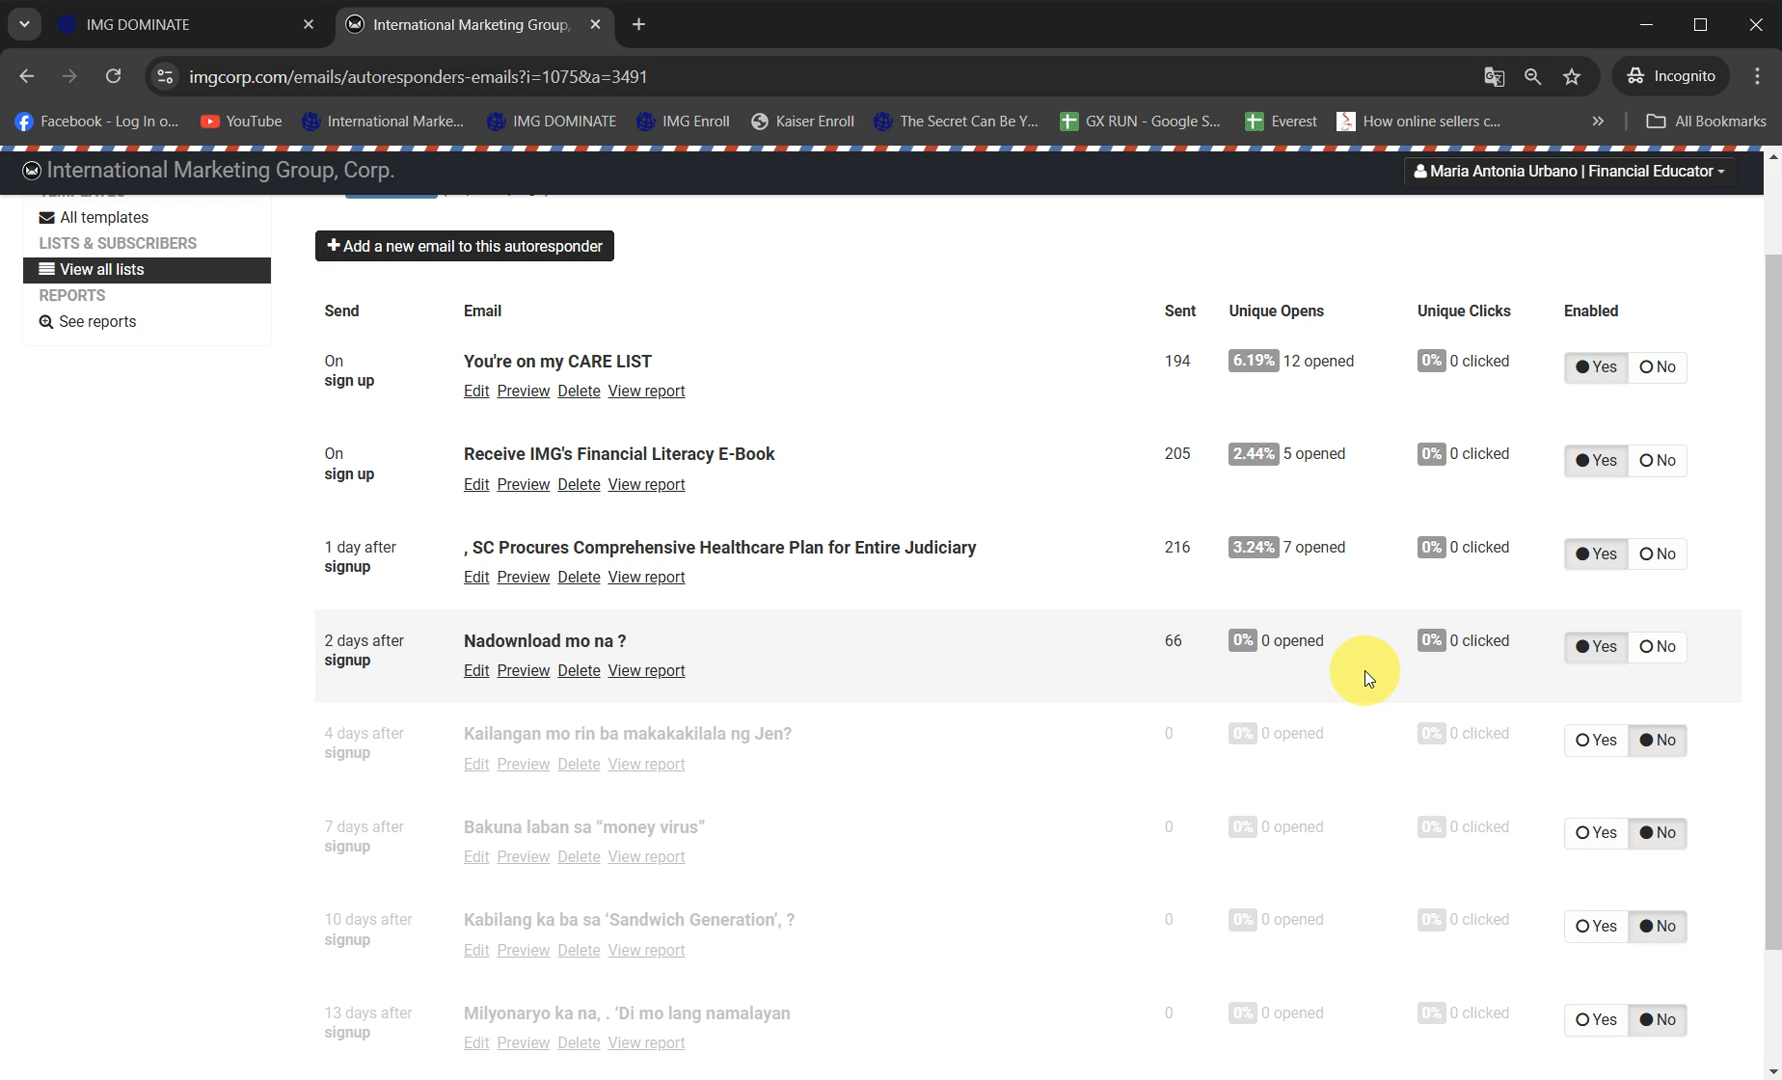 IMG DOMINATE
International Marketing Group,
imgcorp.com/emails/autoresponders-emails?i=1075&a=3491
Incognito
Facebook - Log In o...
YouTube
International Marke...
IMG DOMINATE
IMG Enroll
Kaiser Enroll
The Secret Can Be Y...
GX RUN - Google S...
Everest
How online sellers c...
»
All Bookmarks
International Marketing Group, Corp.
Maria Antonia Urbano | Financial Educator
TEMPLATES
All templates
LISTS & SUBSCRIBERS
View all lists
REPORTS
See reports
+ Add a new email to this autoresponder
Send Email Sent Unique Opens Unique Clicks Enabled
On sign up
You're on my CARE LIST
194 6.19% 12 opened 0% 0 clicked Yes No
Edit Preview Delete View report
On sign up
Receive IMG's Financial Literacy E-Book
205 2.44% 5 opened 0% 0 clicked Yes No
Edit Preview Delete View report
1 day after signup
, SC Procures Comprehensive Healthcare Plan for Entire Judiciary
216 3.24% 7 opened 0% 0 clicked Yes No
Edit Preview Delete View report
2 days after signup
Nadownload mo na ?
66 0% 0 opened 0% 0 clicked Yes No
Edit Preview Delete View report
4 days after signup
Kailangan mo rin ba makakakilala ng Jen?
0 0% 0 opened 0% 0 clicked Yes No
Edit Preview Delete View report
7 days after signup
Bakuna laban sa “money virus”
0 0% 0 opened 0% 0 clicked Yes No
Edit Preview Delete View report
10 days after signup
Kabilang ka ba sa ‘Sandwich Generation’, ?
0 0% 0 opened 0% 0 clicked Yes No
Edit Preview Delete View report
13 days after signup
Milyonaryo ka na, . ‘Di mo lang namalayan
0 0% 0 opened 0% 0 clicked Yes No
Edit Preview Delete View report